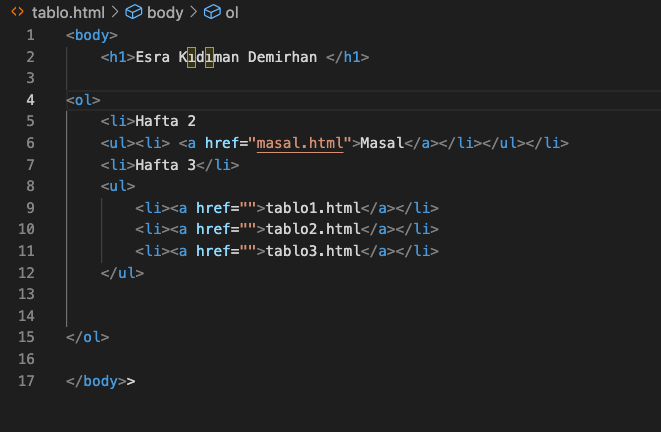 tablo.html > body > ol
1 <body>
2 <h1>Esra Kıdıman Demirhan </h1>
3
4 <ol>
5 <li>Hafta 2
6 <ul><li> <a href="masal.html">Masal</a></li></ul></li>
7 <li>Hafta 3</li>
8 <ul>
9 <li><a href="">tablo1.html</a></li>
10 <li><a href="">tablo2.html</a></li>
11 <li><a href="">tablo3.html</a></li>
12 </ul>
13
14
15 </ol>
16
17 </body>>